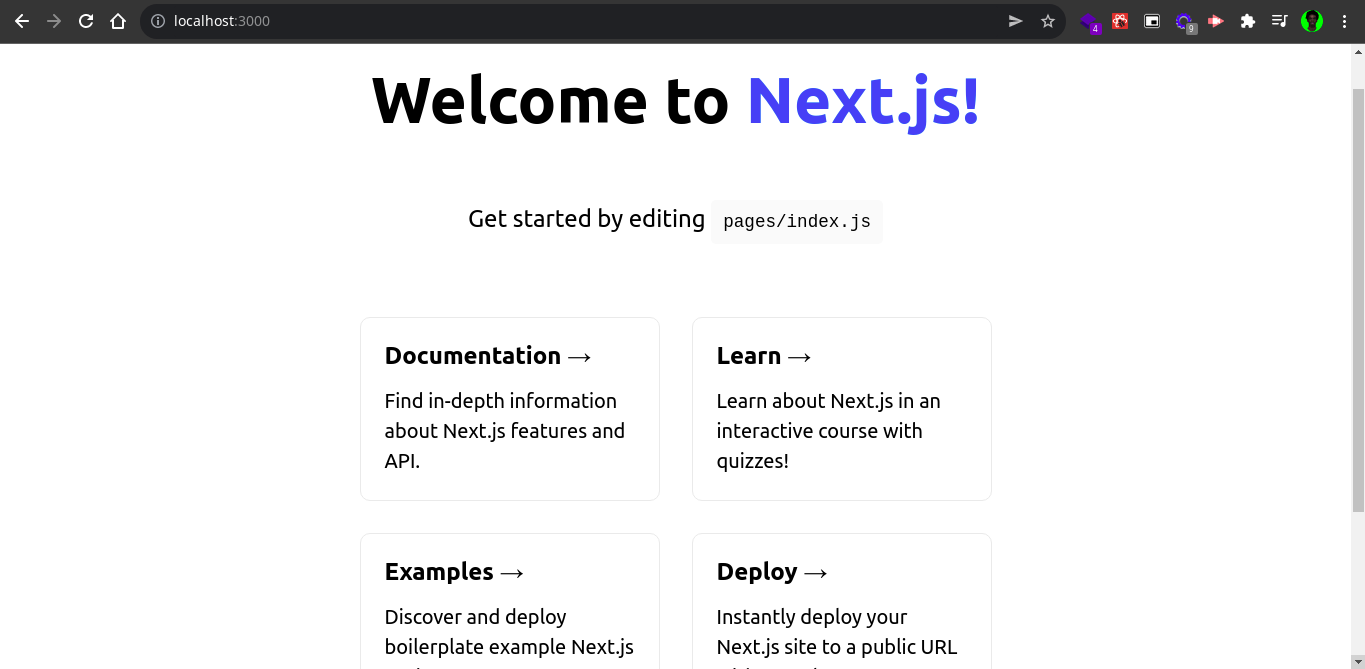 localhost:3000
4
9
Welcome to Next.js!
Get started by editing pages/index.js
Documentation →
Find in-depth information
about Next.js features and
API.
Learn →
Learn about Next.js in an
interactive course with
quizzes!
Examples →
Discover and deploy
boilerplate example Next.js
Deploy →
Instantly deploy your
Next.js site to a public URL